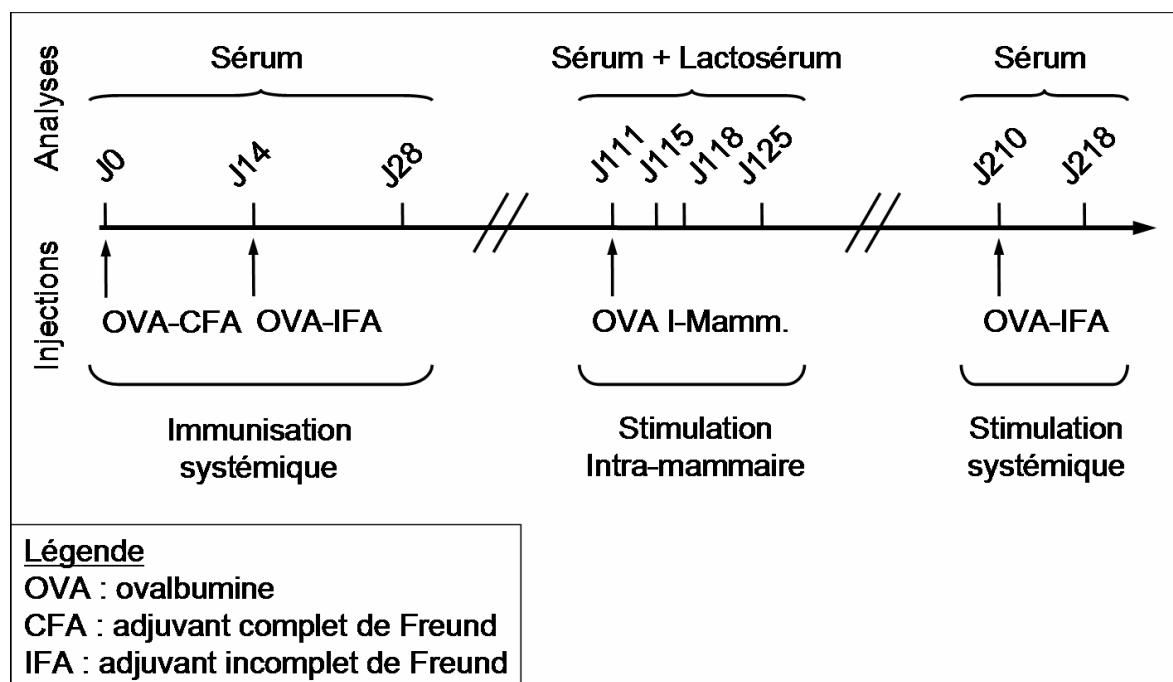 Analyses
Sérum
Sérum + Lactosérum
Sérum
J0
J14
J28
J111
J115
J118
J125
J210
J218
Injections
OVA-CFA
OVA-IFA
OVA I-Mamm.
OVA-IFA
Immunisation
systémique
Stimulation
Intra-mammaire
Stimulation
systémique
Légende
OVA : ovalbumine
CFA : adjuvant complet de Freund
IFA : adjuvant incomplet de Freund